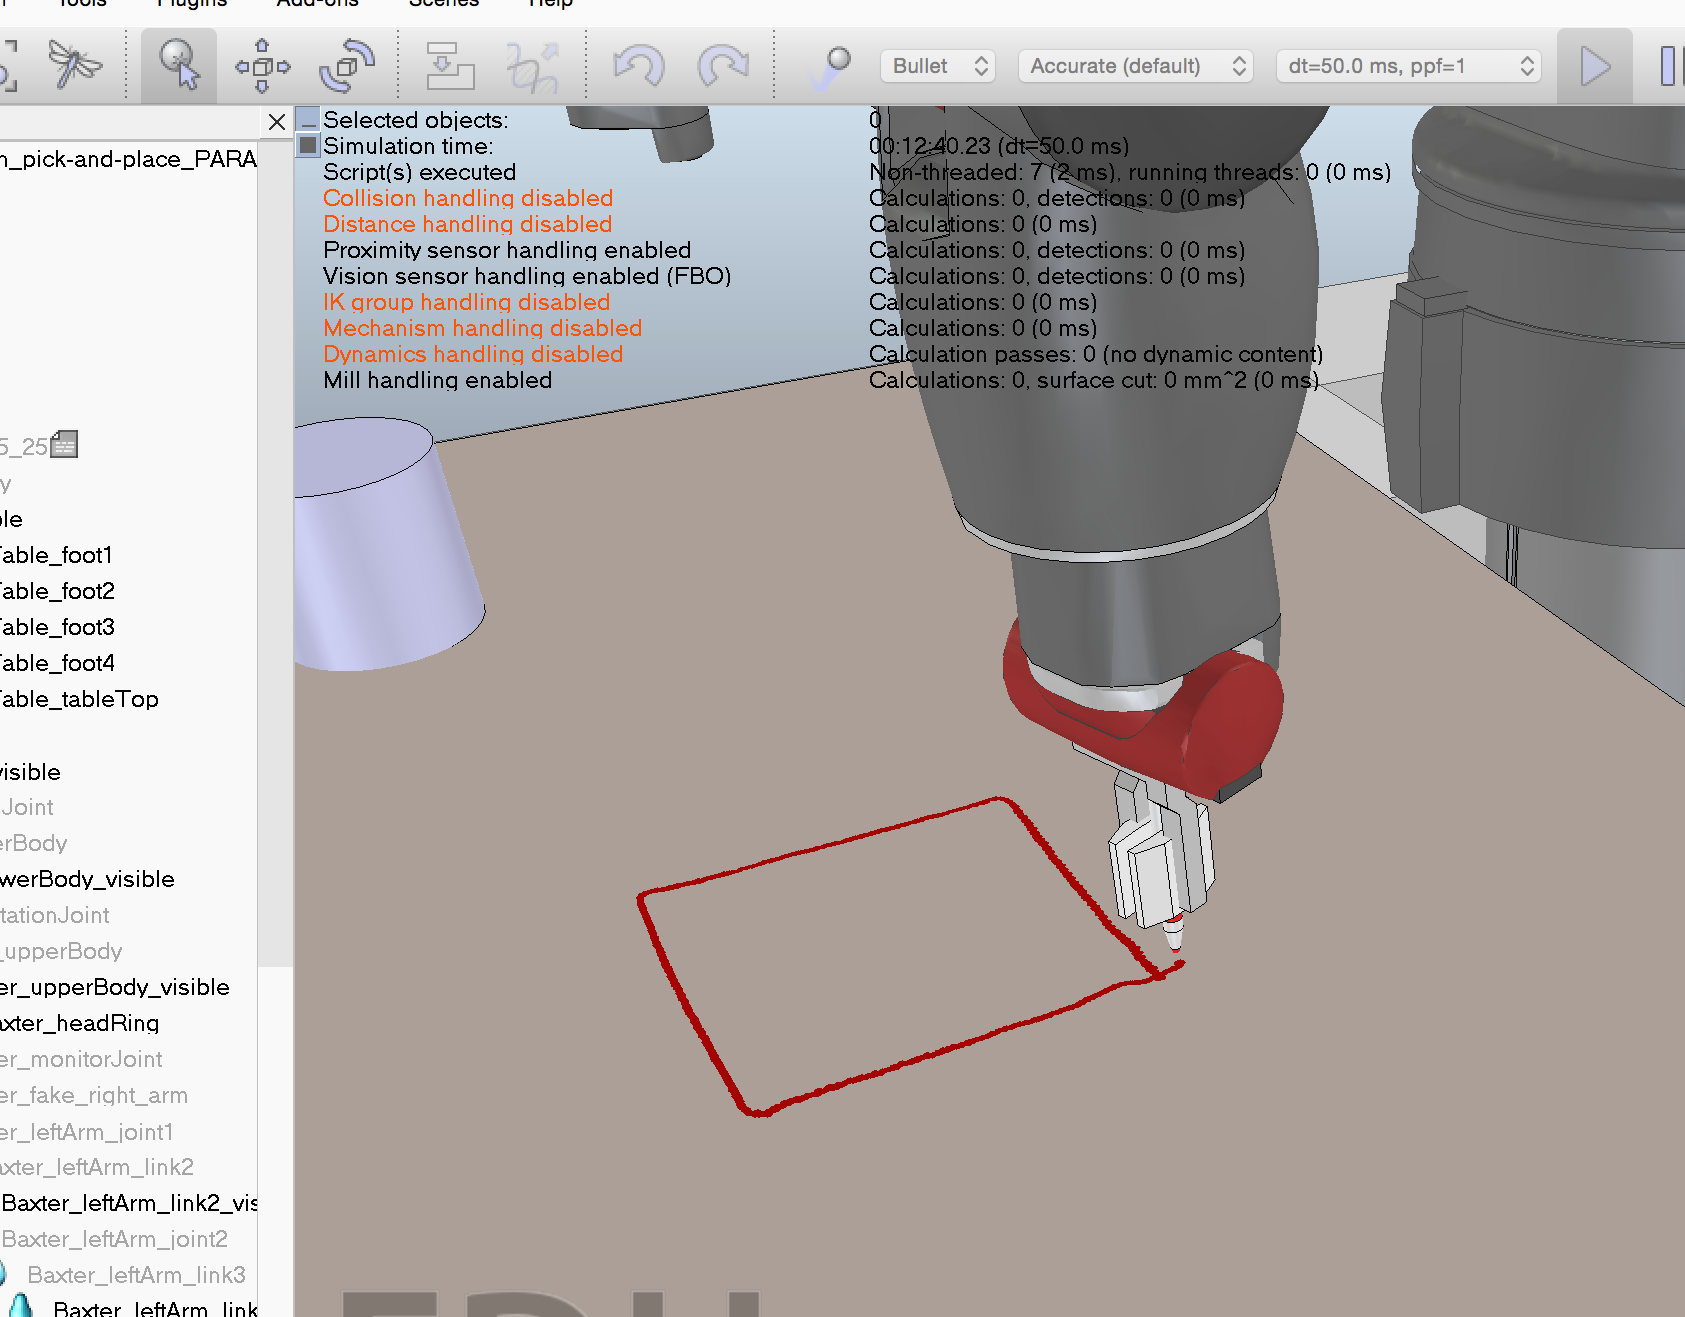 Tools Plugins Add-ons Scenes Help
Bullet Accurate (default) dt=50.0 ms, ppf=1
n_pick-and-place_PARA
5_25
y
ole
Table_foot1
Table_foot2
Table_foot3
Table_foot4
Table_tableTop
visible
Joint
erBody
werBody_visible
tationJoint
_upperBody
er_upperBody_visible
axter_headRing
er_monitorJoint
er_fake_right_arm
er_leftArm_joint1
axter_leftArm_link2
Baxter_leftArm_link2_vis
Baxter_leftArm_joint2
Baxter_leftArm_link3
Baxter_leftArm_link
Selected objects: 0
Simulation time: 00:12:40.23 (dt=50.0 ms)
Script(s) executed Non-threaded: 7 (2 ms), running threads: 0 (0 ms)
Collision handling disabled Calculations: 0, detections: 0 (0 ms)
Distance handling disabled Calculations: 0 (0 ms)
Proximity sensor handling enabled Calculations: 0, detections: 0 (0 ms)
Vision sensor handling enabled (FBO) Calculations: 0, detections: 0 (0 ms)
IK group handling disabled Calculations: 0 (0 ms)
Mechanism handling disabled Calculations: 0 (0 ms)
Dynamics handling disabled Calculation passes: 0 (no dynamic content)
Mill handling enabled Calculations: 0, surface cut: 0 mm^2 (0 ms)
EDU